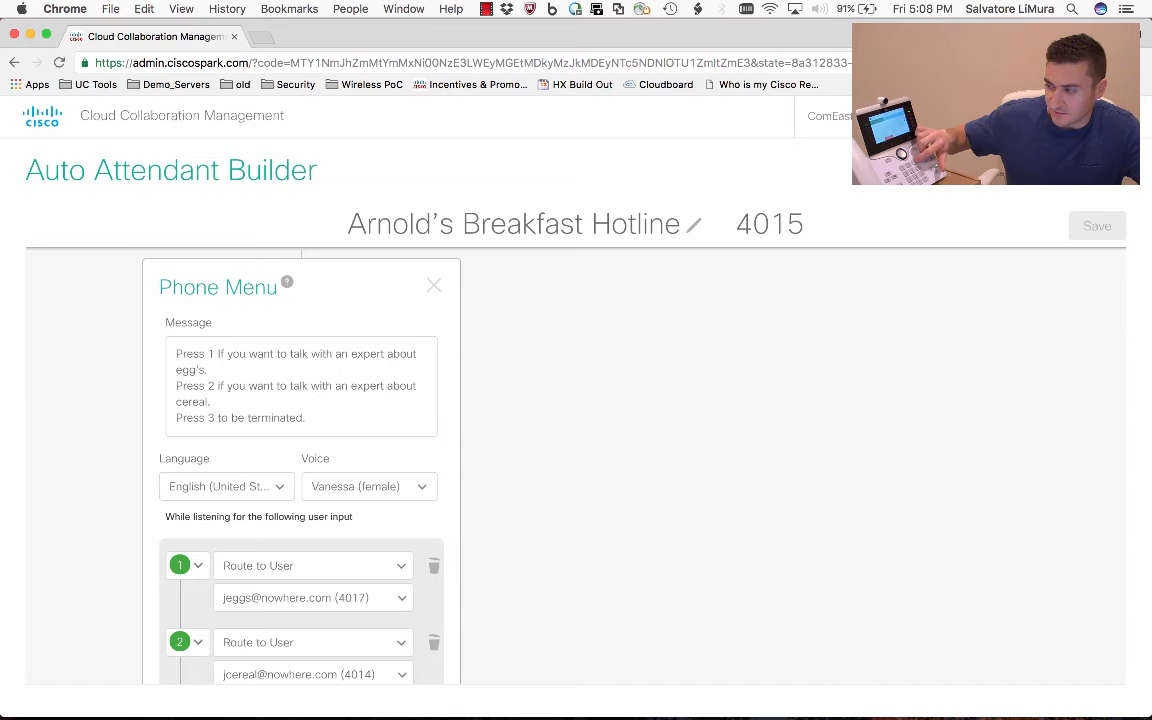 Chrome File Edit View History Bookmarks People Window Help 91% Fri 5:08 PM Salvatore LiMura
Cloud Collaboration Managem
https://admin.ciscospark.com/?code=MTY1NmJhZmMtYmMxNi00NzE3LWEyMGEtMDkyMzJkMDEyNTc5NDNlOTU1ZmItZmE3&state=8a312833-
Apps UC Tools Demo_Servers old Security Wireless PoC Incentives & Promo... HX Build Out Cloudboard Who is my Cisco Re...
CISCO Cloud Collaboration Management ComEast
Auto Attendant Builder
Arnold's Breakfast Hotline 4015 Save
Phone Menu ?
Message
Press 1 If you want to talk with an expert about
egg's.
Press 2 if you want to talk with an expert about
cereal.
Press 3 to be terminated.
Language Voice
English (United St... Vanessa (female)
While listening for the following user input
1 Route to User
jeggs@nowhere.com (4017)
2 Route to User
jcereal@nowhere.com (4014)